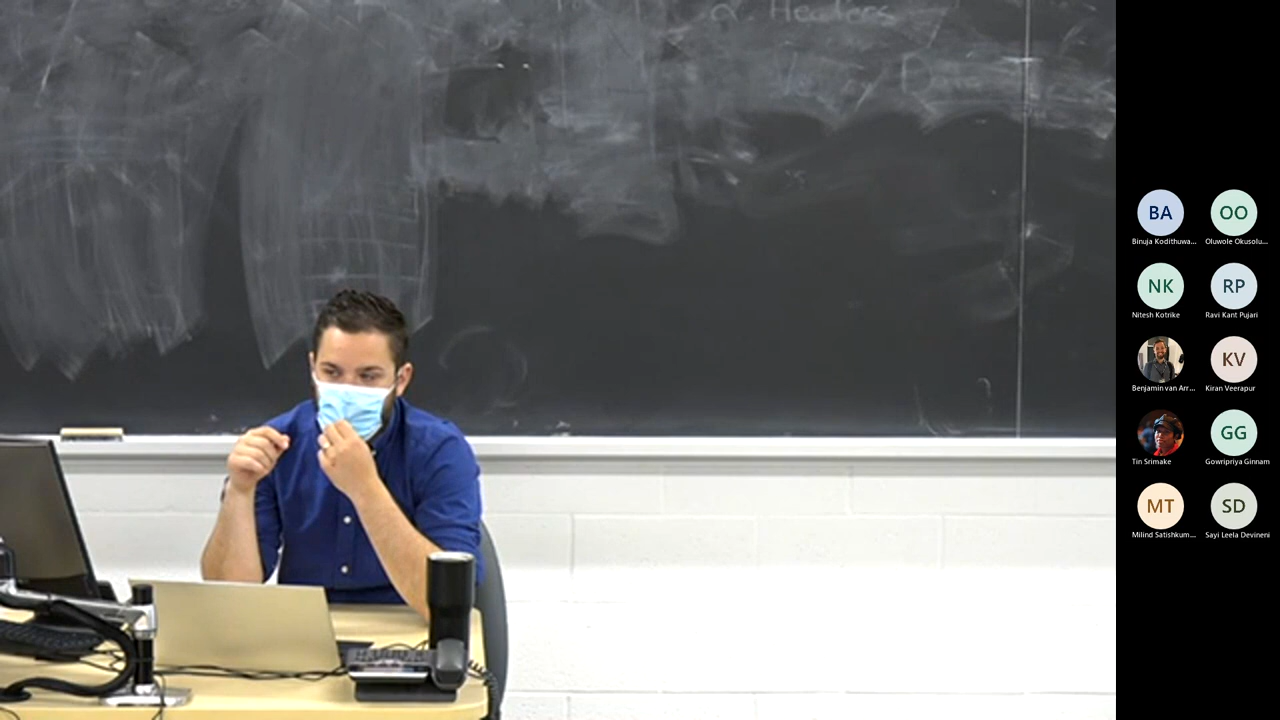 Headers
BA OO
Binuja Kodithuwa... Oluwole Okusolu...
NK RP
Nitesh Kotrike Ravi Kant Pujari
KV
Benjamin van Arr... Kiran Veerapur
GG
Tin Srimake Gowripriya Ginnam
MT SD
Milind Satishkum... Sayi Leela Devineni